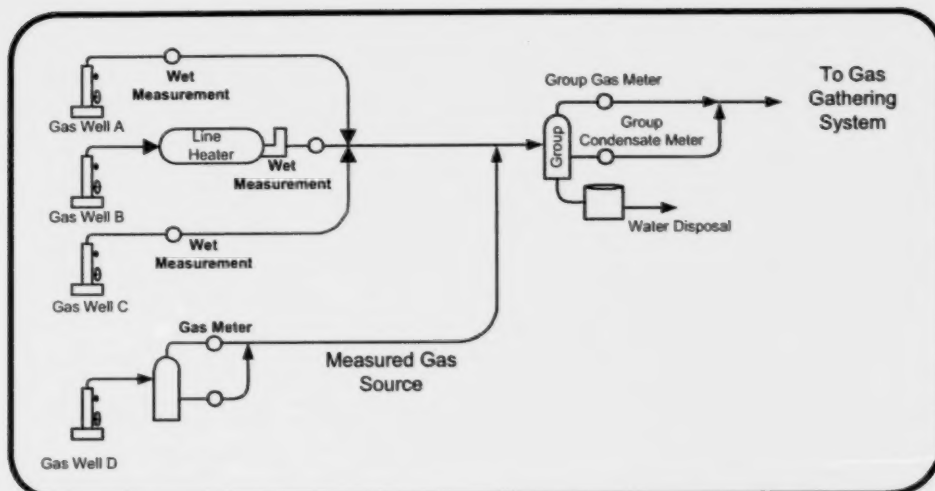 Wet
Measurement
Gas Well A
Line
Heater
Wet
Measurement
Gas Well B
Wet
Measurement
Gas Well C
Gas Meter
Measured Gas
Source
Gas Well D
Group Gas Meter
Group
Condensate Meter
Group
Water Disposal
To Gas
Gathering
System